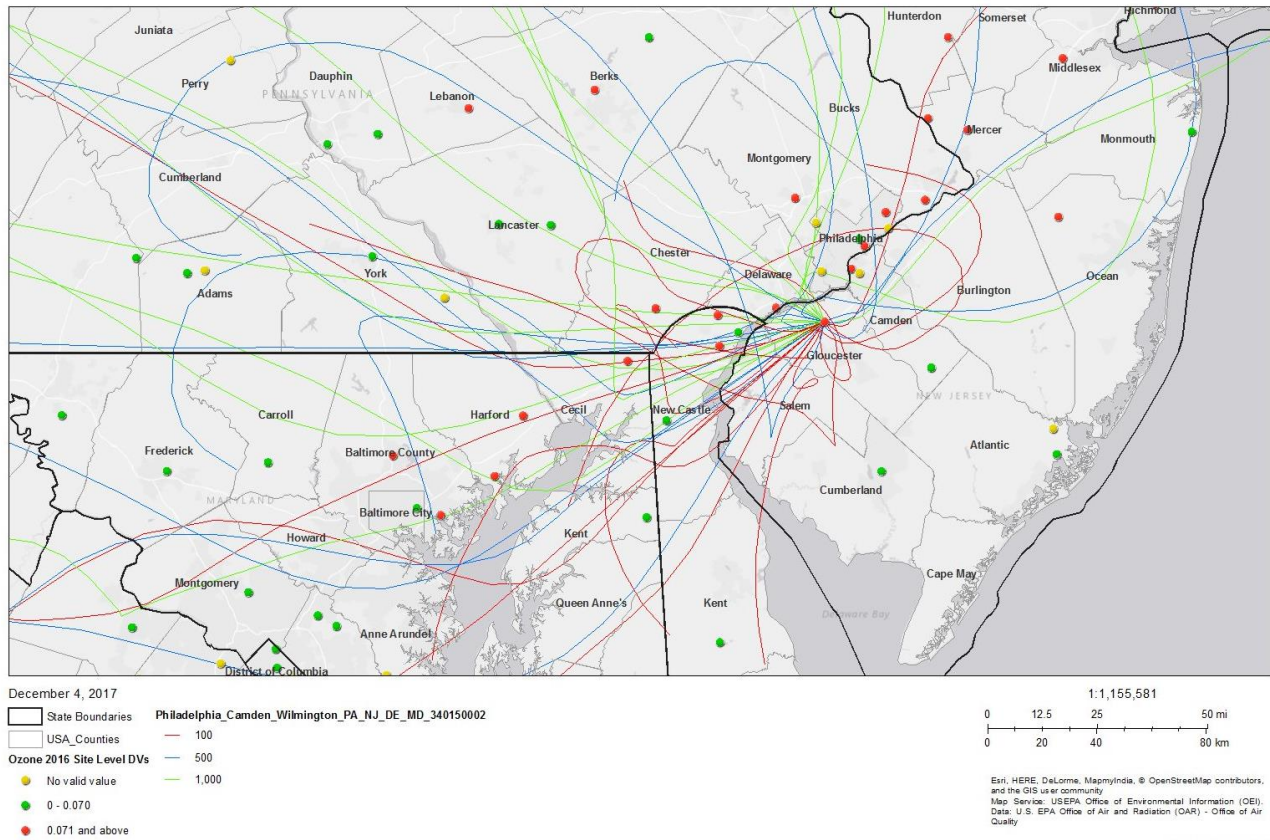 Juniata
Hunterdon
Somerset
Richmond
Perry
Dauphin
PENNSYLVANIA
Lebanon
Berks
Middlesex
Bucks
Mercer
Monmouth
Montgomery
Cumberland
Lancaster
Philadelphia
Chester
York
Delaware
Ocean
Adams
Burlington
Camden
Gloucester
NEW JERSEY
Carroll
Harford
Cecil
New Castle
Salem
Frederick
Baltimore County
Atlantic
MARYLAND
Cumberland
Baltimore City
Howard
Kent
Montgomery
Cape May
Queen Anne's
Kent
Delaware Bay
Anne Arundel
District of Columbia
December 4, 2017
State Boundaries
USA_Counties
Ozone 2016 Site Level DVs
No valid value
0 - 0.070
0.071 and above
Philadelphia_Camden_Wilmington_PA_NJ_DE_MD_340150002
100
500
1,000
1:1,155,581
0 12.5 25 50 mi
0 20 40 80 km
Esri, HERE, DeLorme, MapmyIndia, © OpenStreetMap contributors,
and the GIS user community
Map Service: USEPA Office of Environmental Information (OEI).
Data: U.S. EPA Office of Air and Radiation (OAR) - Office of Air
Quality